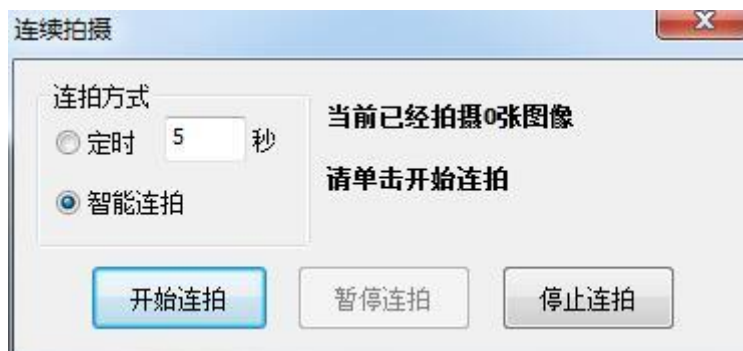 连续拍摄
连拍方式
定时 5 秒
智能连拍
当前已经拍摄0张图像
请单击开始连拍
开始连拍 暂停连拍 停止连拍